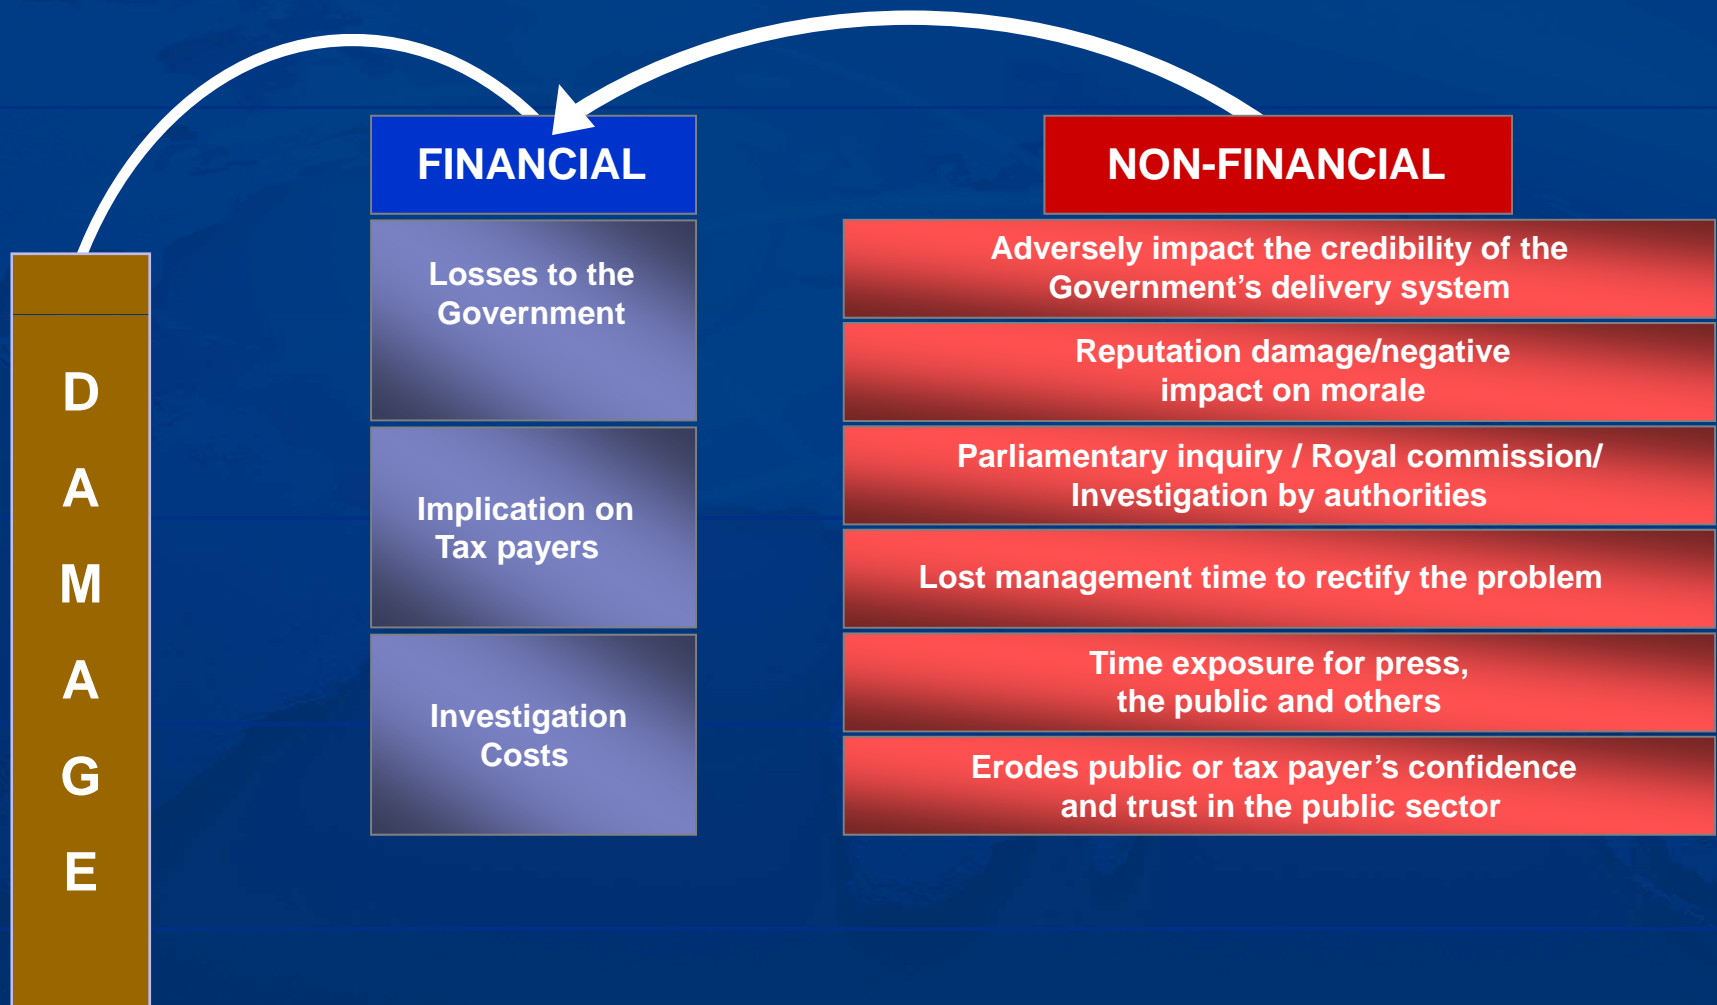 DAMAGE
FINANCIAL
Losses to the
Government
Implication on
Tax payers
Investigation
Costs
NON-FINANCIAL
Adversely impact the credibility of the
Government’s delivery system
Reputation damage/negative
impact on morale
Parliamentary inquiry / Royal commission/
Investigation by authorities
Lost management time to rectify the problem
Time exposure for press,
the public and others
Erodes public or tax payer’s confidence
and trust in the public sector